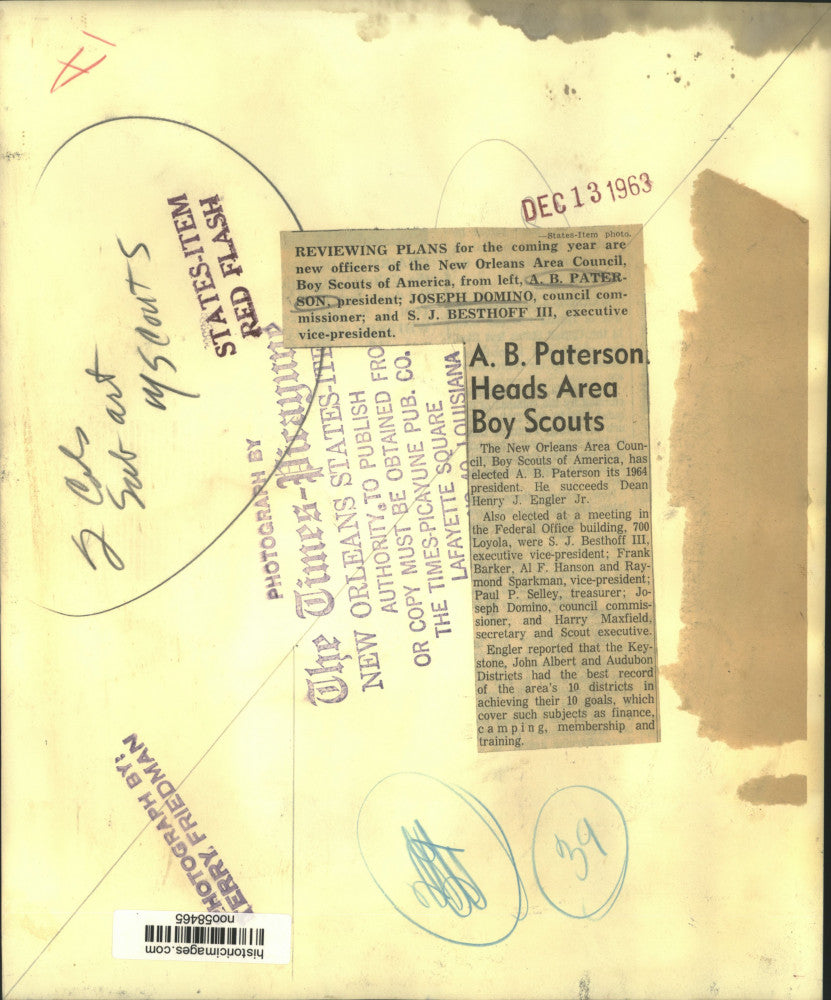 DEC 13 1963
—States-Item photo.
REVIEWING PLANS for the coming year are
new officers of the New Orleans Area Council,
Boy Scouts of America, from left, A. B. PATER-
SON, president; JOSEPH DOMINO, council com-
missioner; and S. J. BESTHOFF III, executive
vice-president.
A. B. Paterson
Heads Area
Boy Scouts
The New Orleans Area Coun-
cil, Boy Scouts of America, has
elected A. B. Paterson its 1964
president. He succeeds Dean
Henry J. Engler Jr.
Also elected at a meeting in
the Federal Office building, 700
Loyola, were S. J. Besthoff III,
executive vice-president; Frank
Barker, Al F. Hanson and Ray-
mond Sparkman, vice-president;
Paul P. Selley, treasurer; Jo-
seph Domino, council commis-
sioner, and Harry Maxfield,
secretary and Scout executive.
Engler reported that the Key-
stone, John Albert and Audubon
Districts had the best record
of the area's 10 districts in
achieving their 10 goals, which
cover such subjects as finance,
camping, membership and
training.
STATES-ITEM
RED FLASH
2 Cols
Sub art
PHOTOGRAPH BY
The Times-Picayune
NEW ORLEANS STATES-ITE
AUTHORITY TO PUBLISH
OR COPY MUST BE OBTAINED FRO
THE TIMES-PICAYUNE PUB. CO.
LAFAYETTE SQUARE
LOUISIANA
PHOTOGRAPH BY:
ERRY FRIEDMAN
39
historicimages.com
noo58465